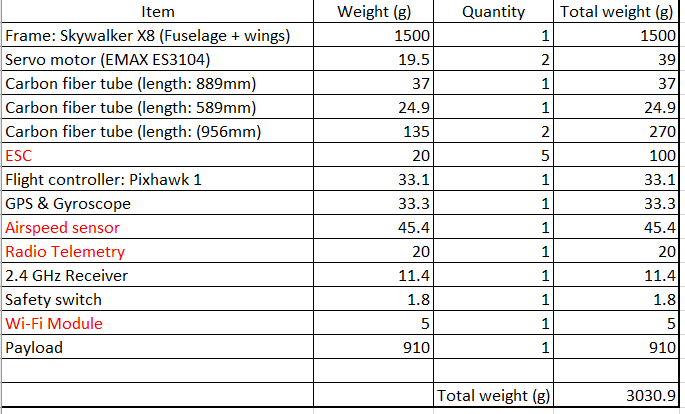 Item Weight (g) Quantity Total weight (g)
Frame: Skywalker X8 (Fuselage + wings) 1500 1 1500
Servo motor (EMAX ES3104) 19.5 2 39
Carbon fiber tube (length: 889mm) 37 1 37
Carbon fiber tube (length: 589mm) 24.9 1 24.9
Carbon fiber tube (length: (956mm) 135 2 270
ESC 20 5 100
Flight controller: Pixhawk 1 33.1 1 33.1
GPS & Gyroscope 33.3 1 33.3
Airspeed sensor 45.4 1 45.4
Radio Telemetry 20 1 20
2.4 GHz Receiver 11.4 1 11.4
Safety switch 1.8 1 1.8
Wi-Fi Module 5 1 5
Payload 910 1 910
Total weight (g) 3030.9